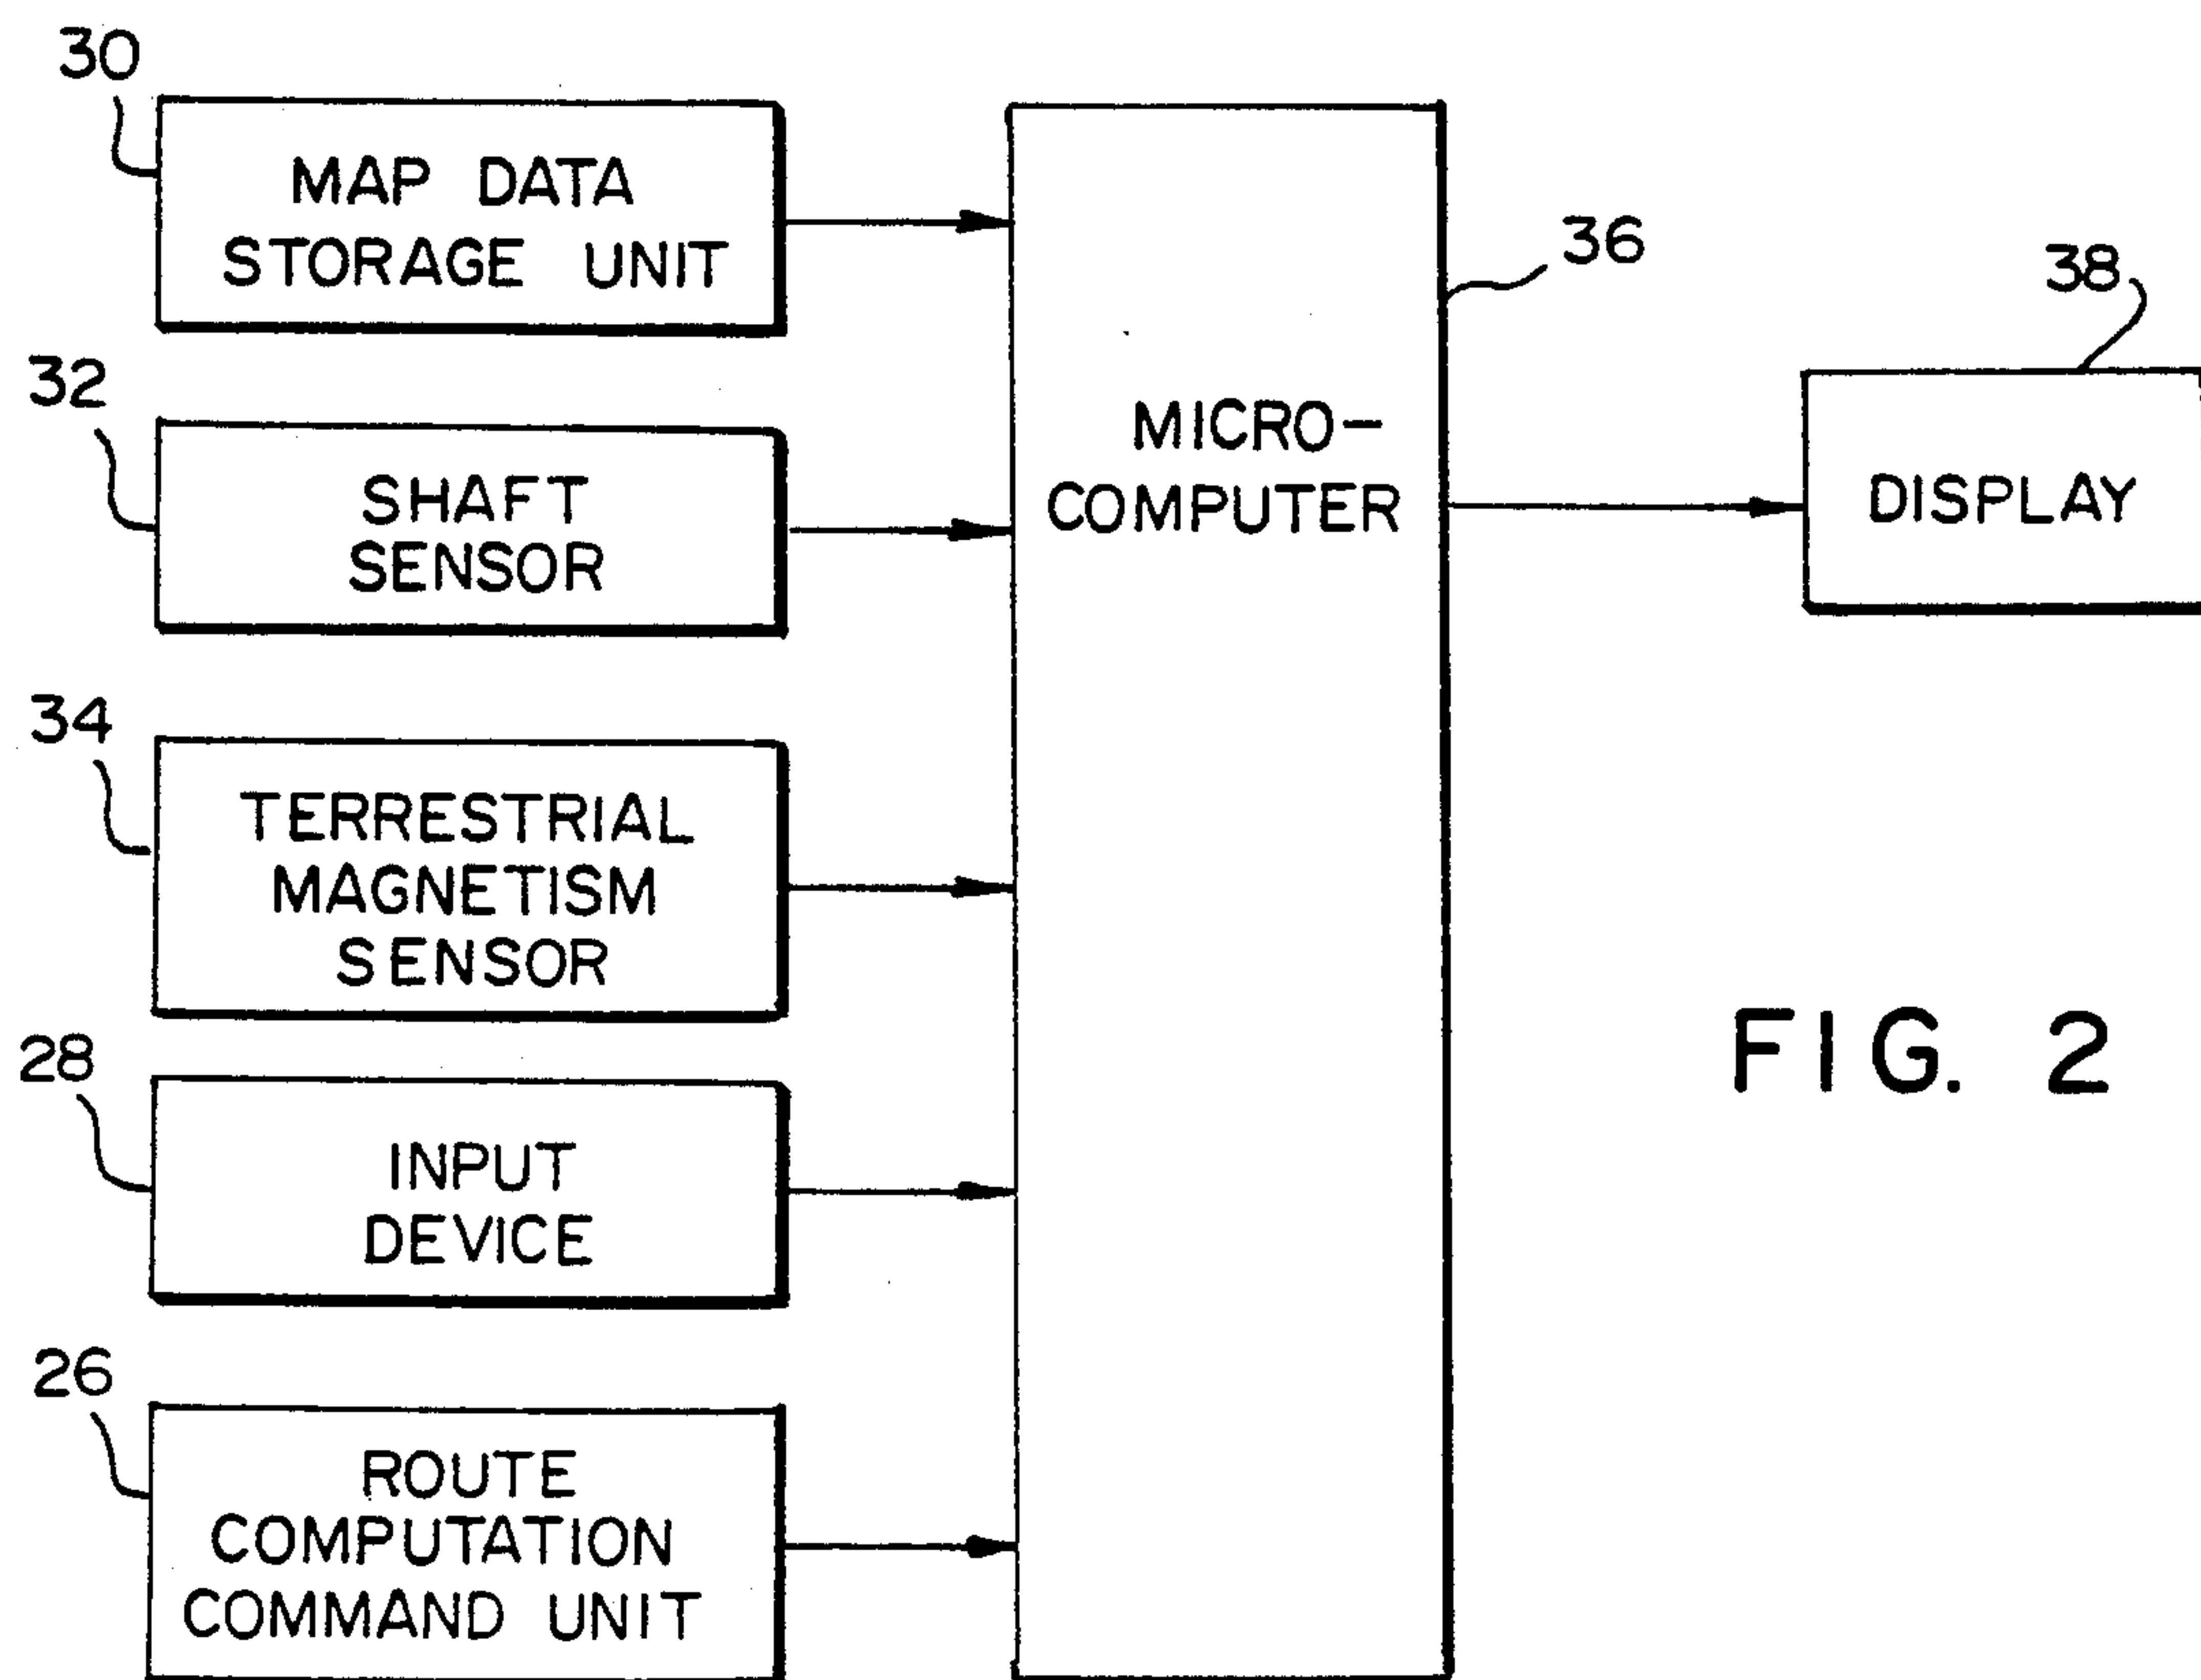 30
MAP DATA
STORAGE UNIT
32
SHAFT
SENSOR
34
TERRESTRIAL
MAGNETISM
SENSOR
28
INPUT
DEVICE
26
ROUTE
COMPUTATION
COMMAND UNIT
36
MICRO-
COMPUTER
38
DISPLAY
FIG. 2